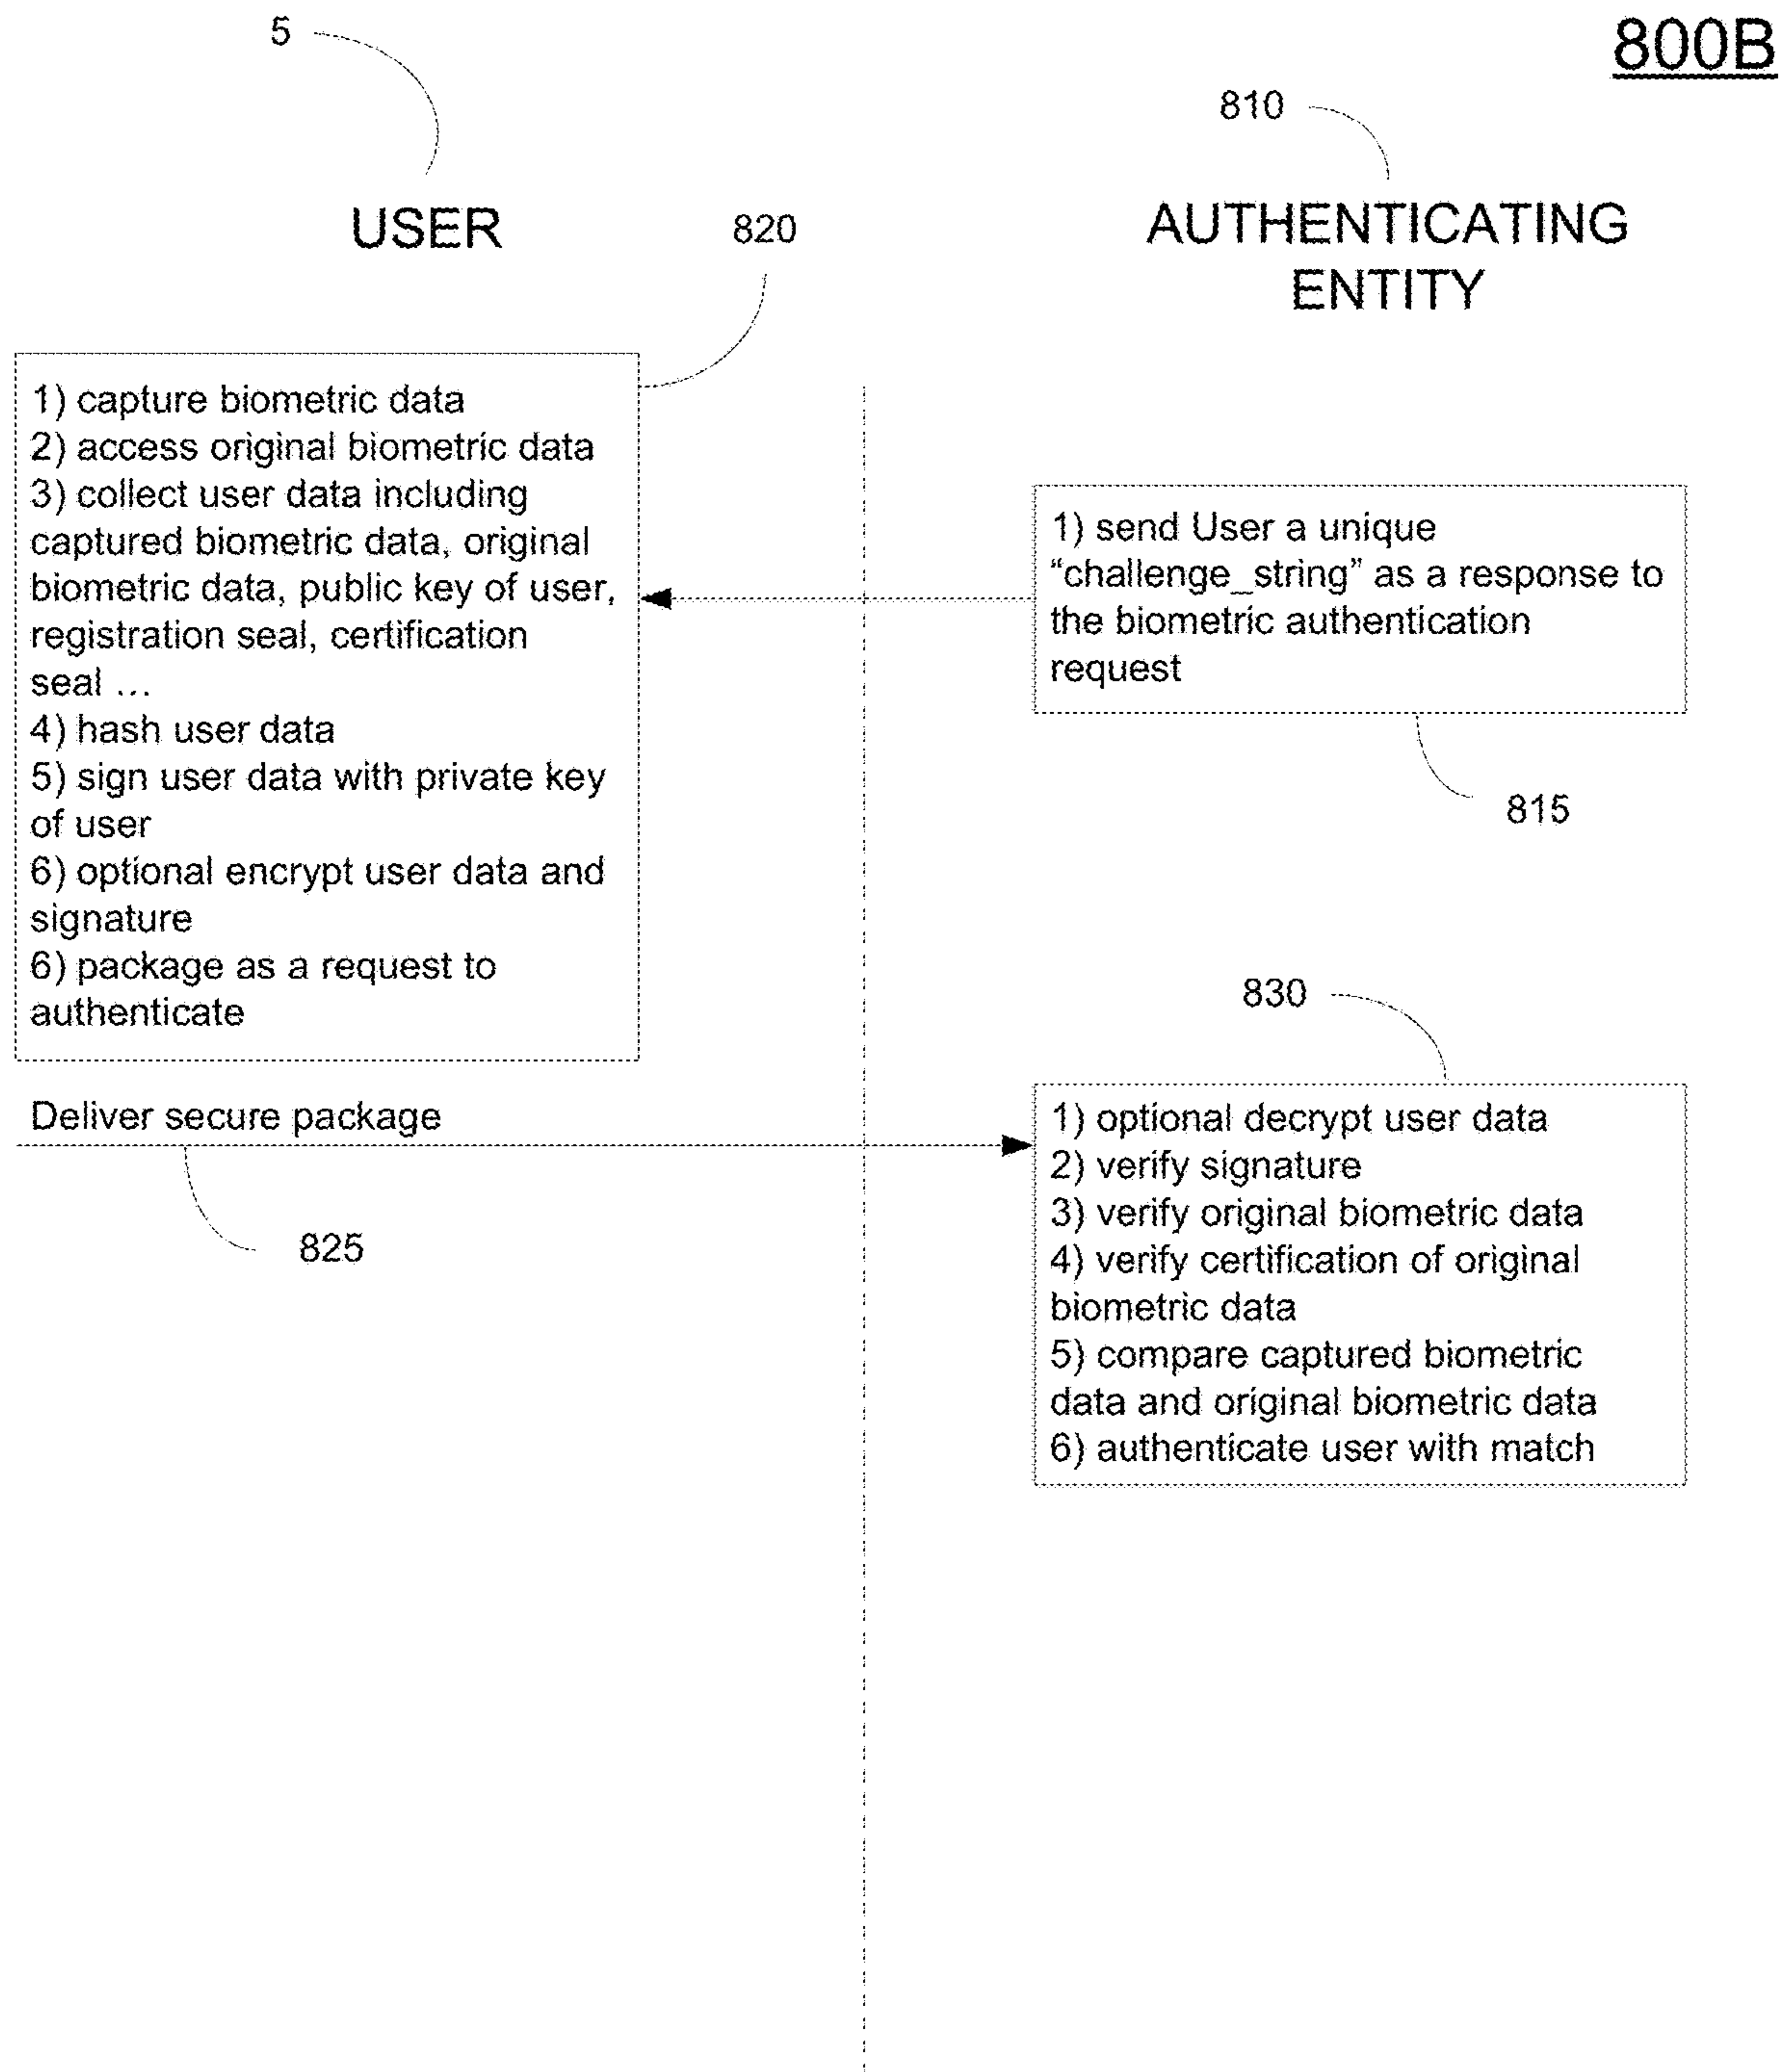 800B
5
810
USER
820
AUTHENTICATING
ENTITY
1) capture biometric data
2) access original biometric data
3) collect user data including
captured biometric data, original
biometric data, public key of user,
registration seal, certification
seal ...
4) hash user data
5) sign user data with private key
of user
6) optional encrypt user data and
signature
6) package as a request to
authenticate
1) send User a unique
“challenge_string” as a response to
the biometric authentication
request
815
Deliver secure package
825
830
1) optional decrypt user data
2) verify signature
3) verify original biometric data
4) verify certification of original
biometric data
5) compare captured biometric
data and original biometric data
6) authenticate user with match